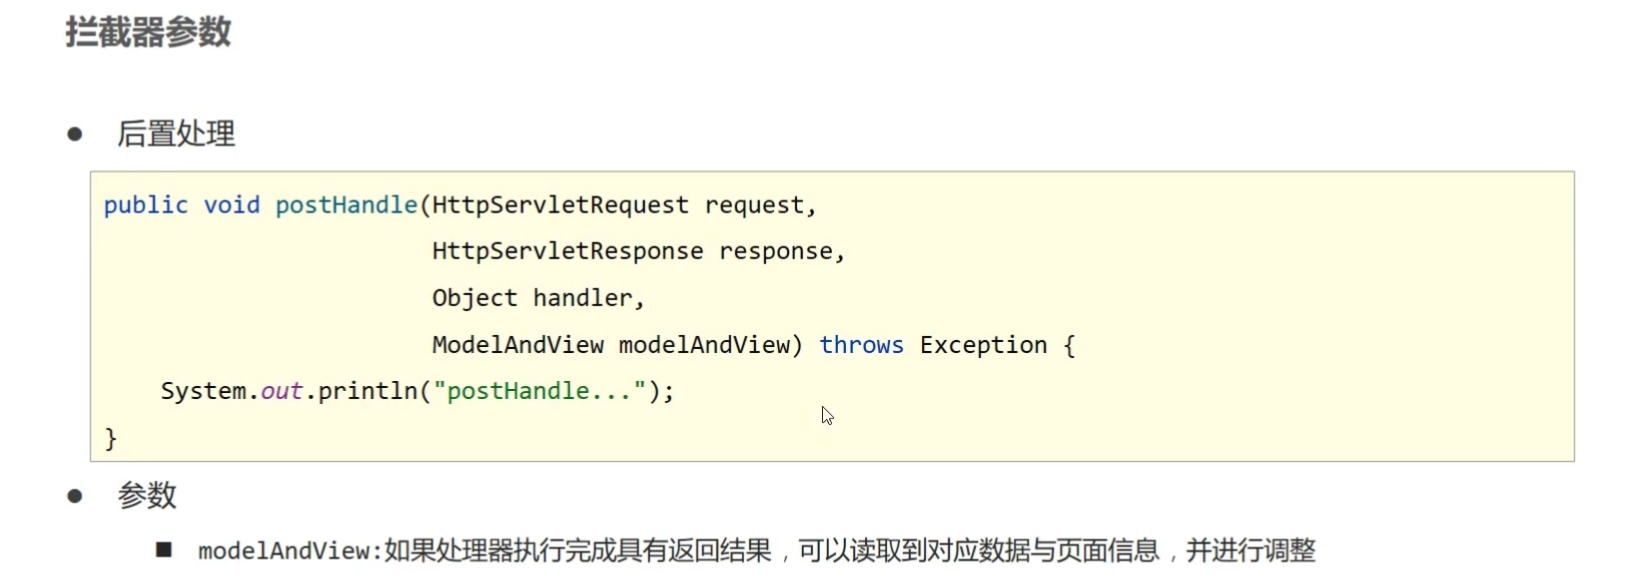 拦截器参数
● 后置处理
public void postHandle(HttpServletRequest request,
HttpServletResponse response,
Object handler,
ModelAndView modelAndView) throws Exception {
System.out.println("postHandle...");
}
● 参数
■ modelAndView:如果处理器执行完成具有返回结果，可以读取到对应数据与页面信息，并进行调整